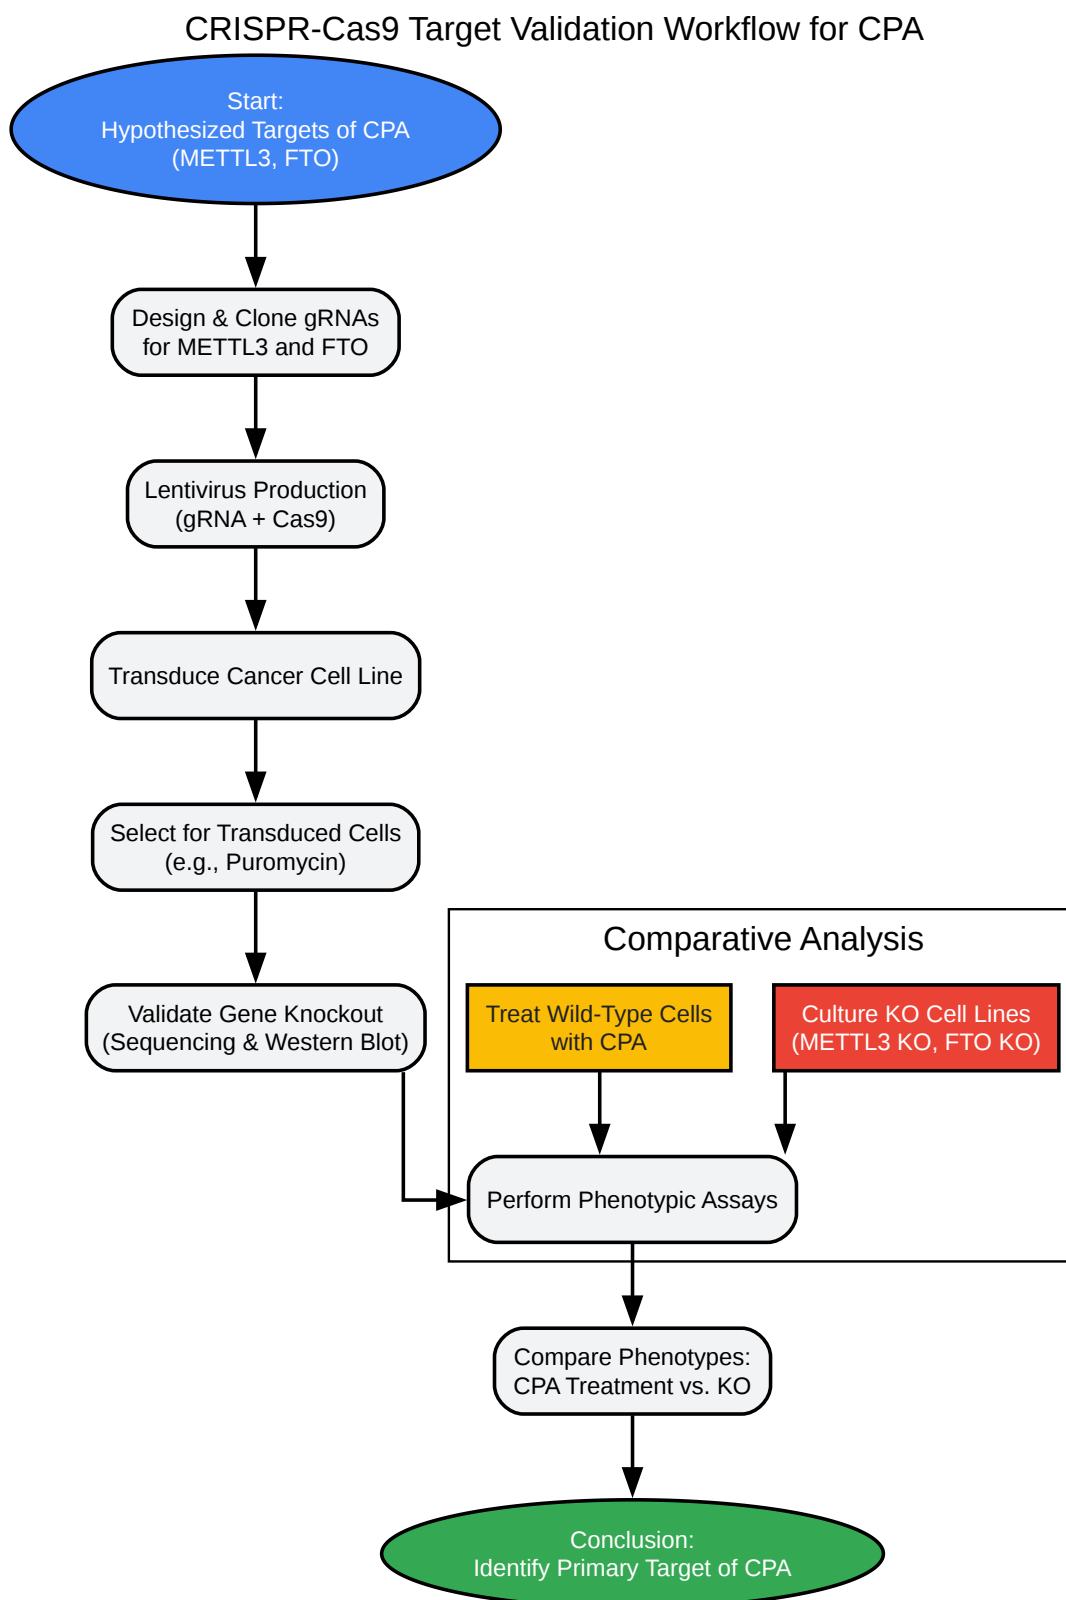 CRISPR-Cas9 Target Validation Workflow for CPA
Start:
Hypothesized Targets of CPA
(METTL3, FTO)
Design & Clone gRNAs
for METTL3 and FTO
Lentivirus Production
(gRNA + Cas9)
Transduce Cancer Cell Line
Select for Transduced Cells
(e.g., Puromycin)
Validate Gene Knockout
(Sequencing & Western Blot)
Comparative Analysis
Treat Wild-Type Cells
with CPA
Culture KO Cell Lines
(METTL3 KO, FTO KO)
Perform Phenotypic Assays
Compare Phenotypes:
CPA Treatment vs. KO
Conclusion:
Identify Primary Target of CPA